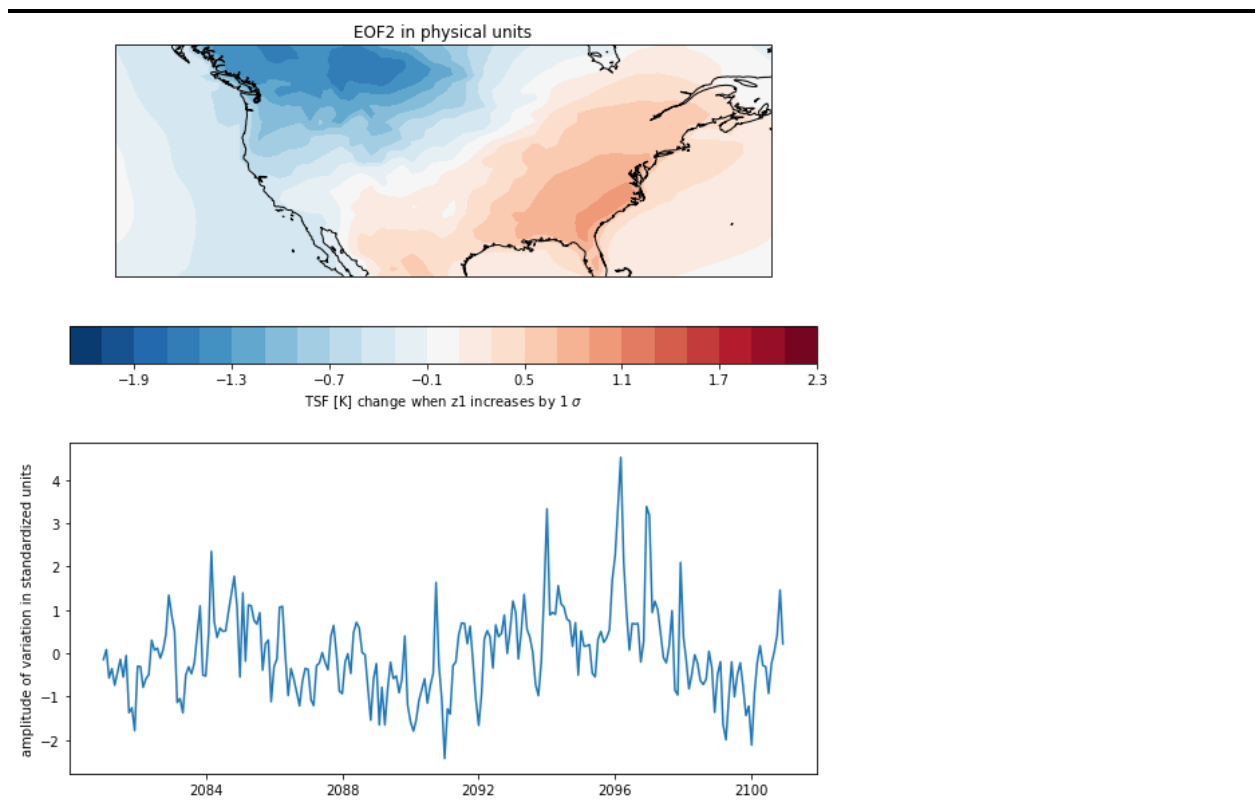 EOF2 in physical units
−1.9 −1.3 −0.7 −0.1 0.5 1.1 1.7 2.3
TSF [K] change when z1 increases by 1 σ
amplitude of variation in standardized units
4
3
2
1
0
−1
−2
2084 2088 2092 2096 2100